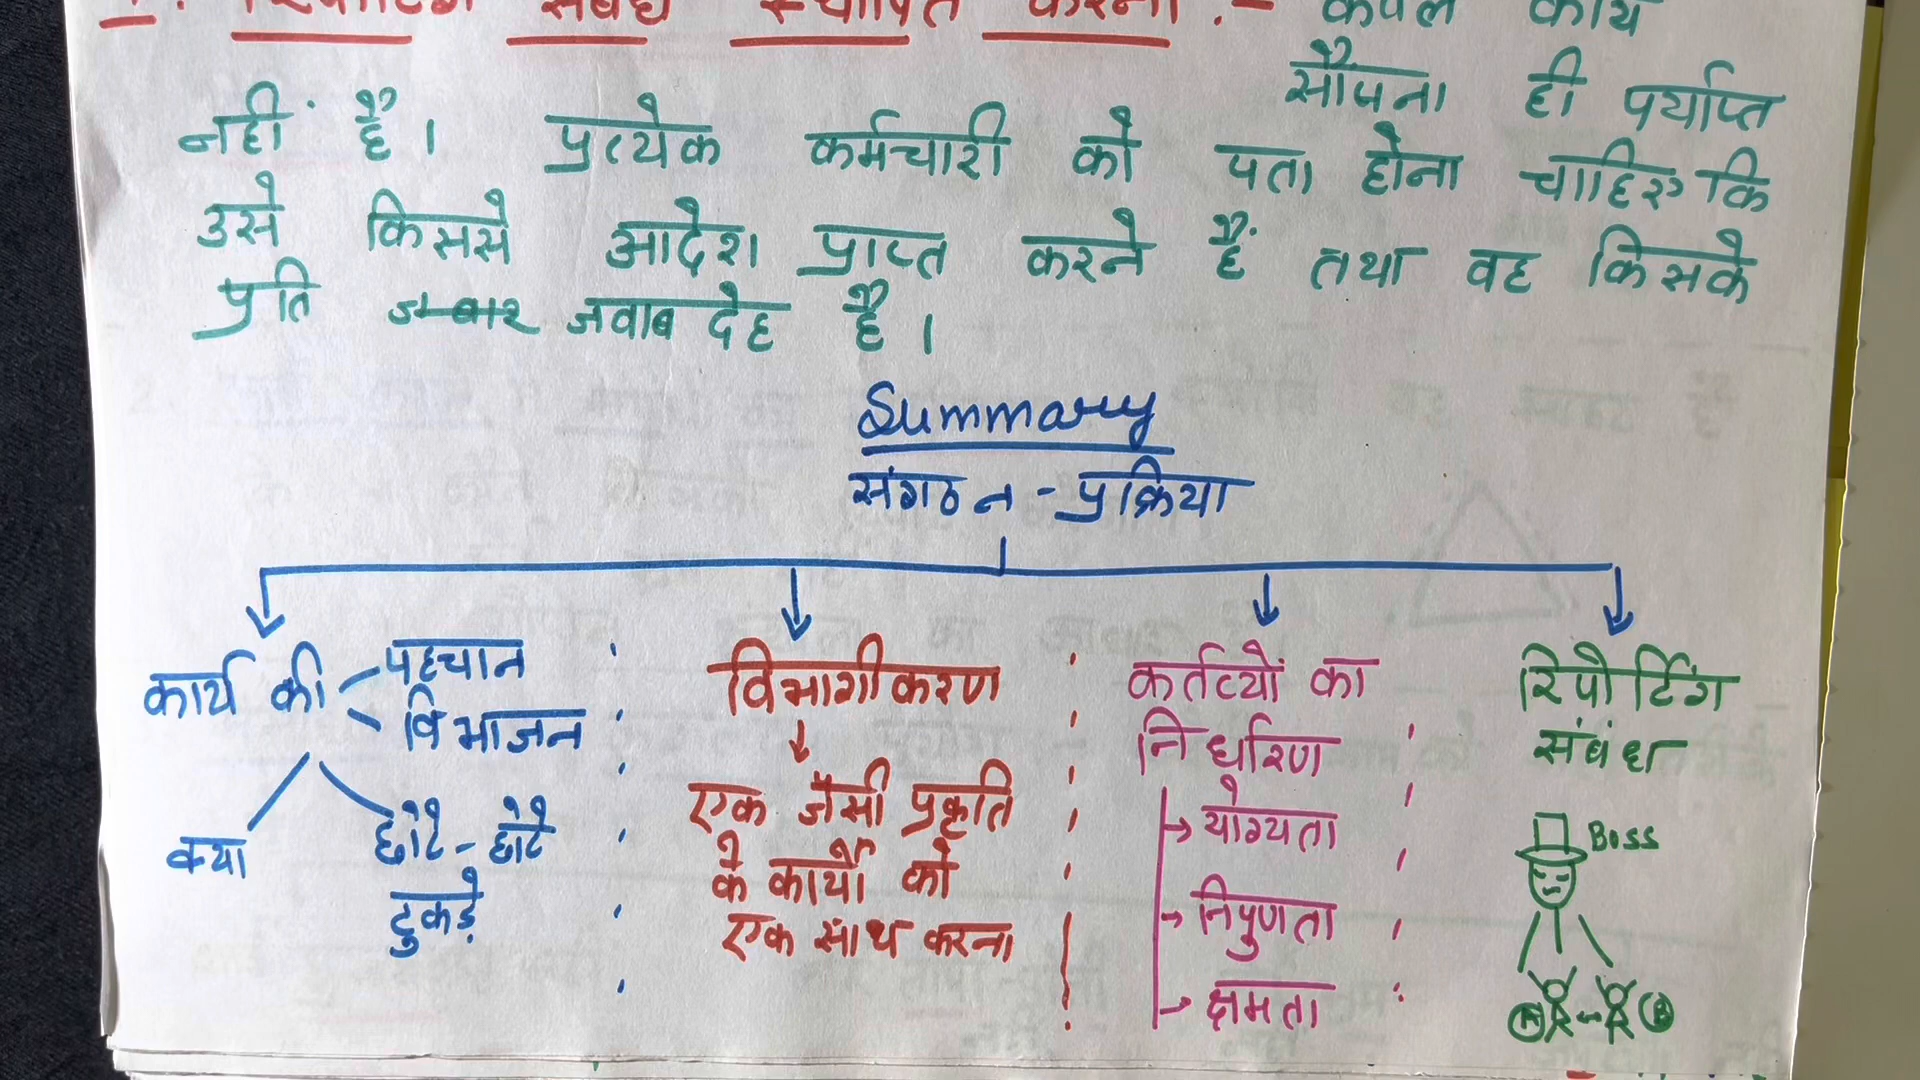 रिपोर्टिंग संबंध स्थापित करना :- केवल कार्य
सौंपना ही पर्याप्त
नहीं है। प्रत्येक कर्मचारी को पता होना चाहिए कि
उसे किससे आदेश प्राप्त करने हैं तथा वह किसके
प्रति जवाब देह है।
Summary
संगठन - प्रक्रिया
कार्य की
पहचान
विभाजन
क्या
छोटे - छोटे
टुकड़े
विभागीकरण
एक जैसी प्रकृति
के कार्यों को
एक साथ करना
कर्तव्यों का
निर्धारण
योग्यता
निपुणता
क्षमता
रिपोर्टिंग
संबंध
Boss
A
B